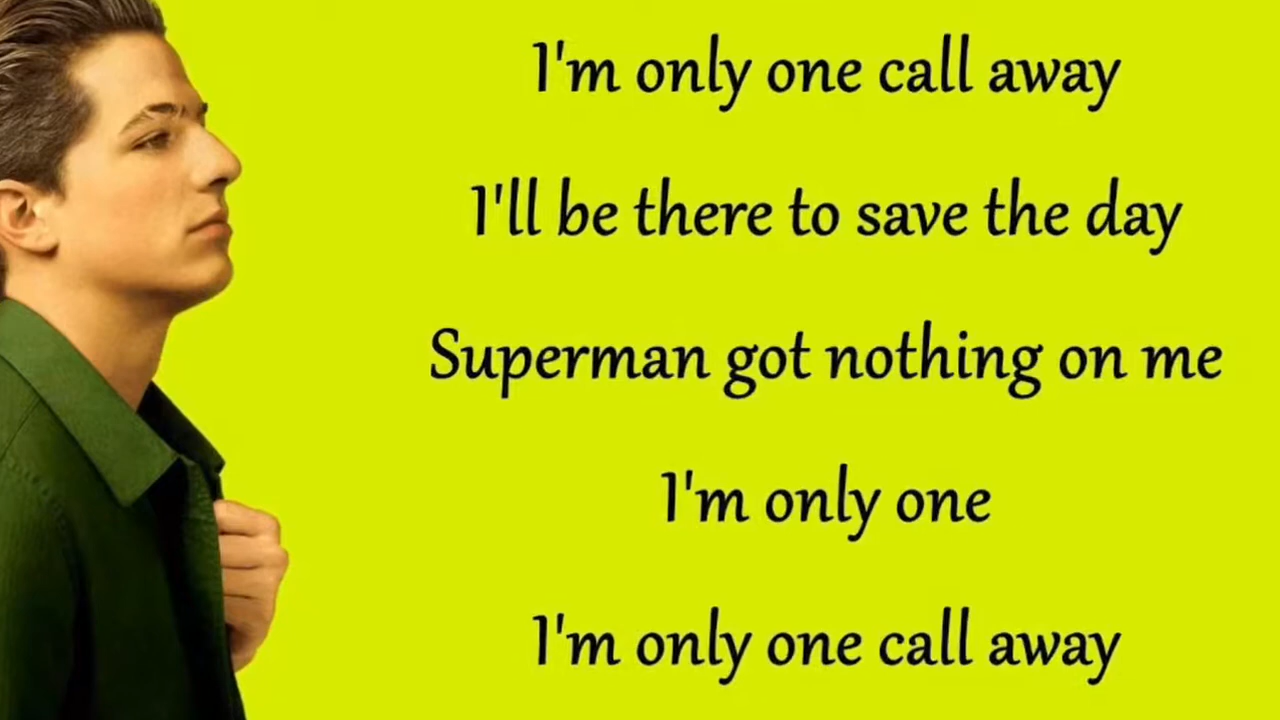 I'm only one call away
I'll be there to save the day
Superman got nothing on me
I'm only one
I'm only one call away